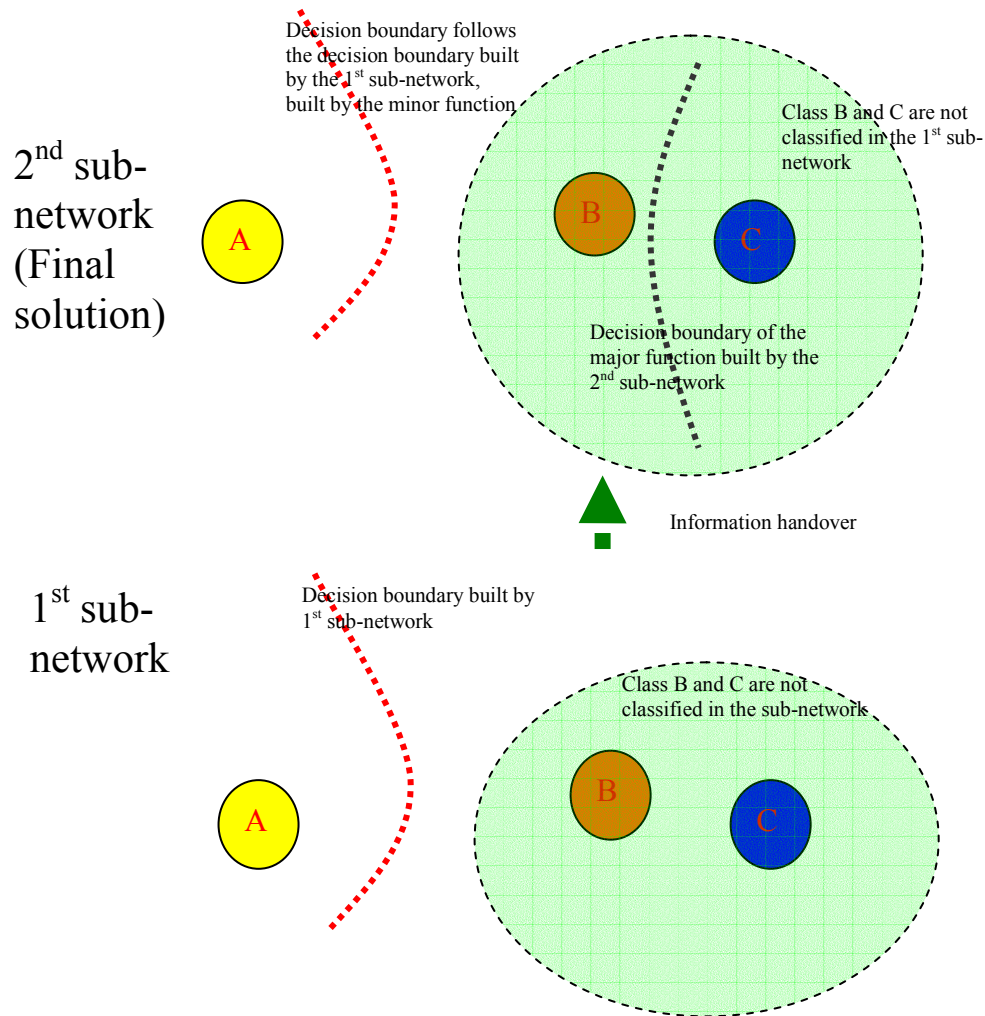 Decision boundary follows
the decision boundary built
by the 1st sub-network,
built by the minor function
Class B and C are not
classified in the 1st sub-
network
2nd sub-
network
(Final
solution)
A
B
C
Decision boundary of the
major function built by the
2nd sub-network
Information handover
1st sub-
network
Decision boundary built by
1st sub-network
Class B and C are not
classified in the sub-network
A
B
C